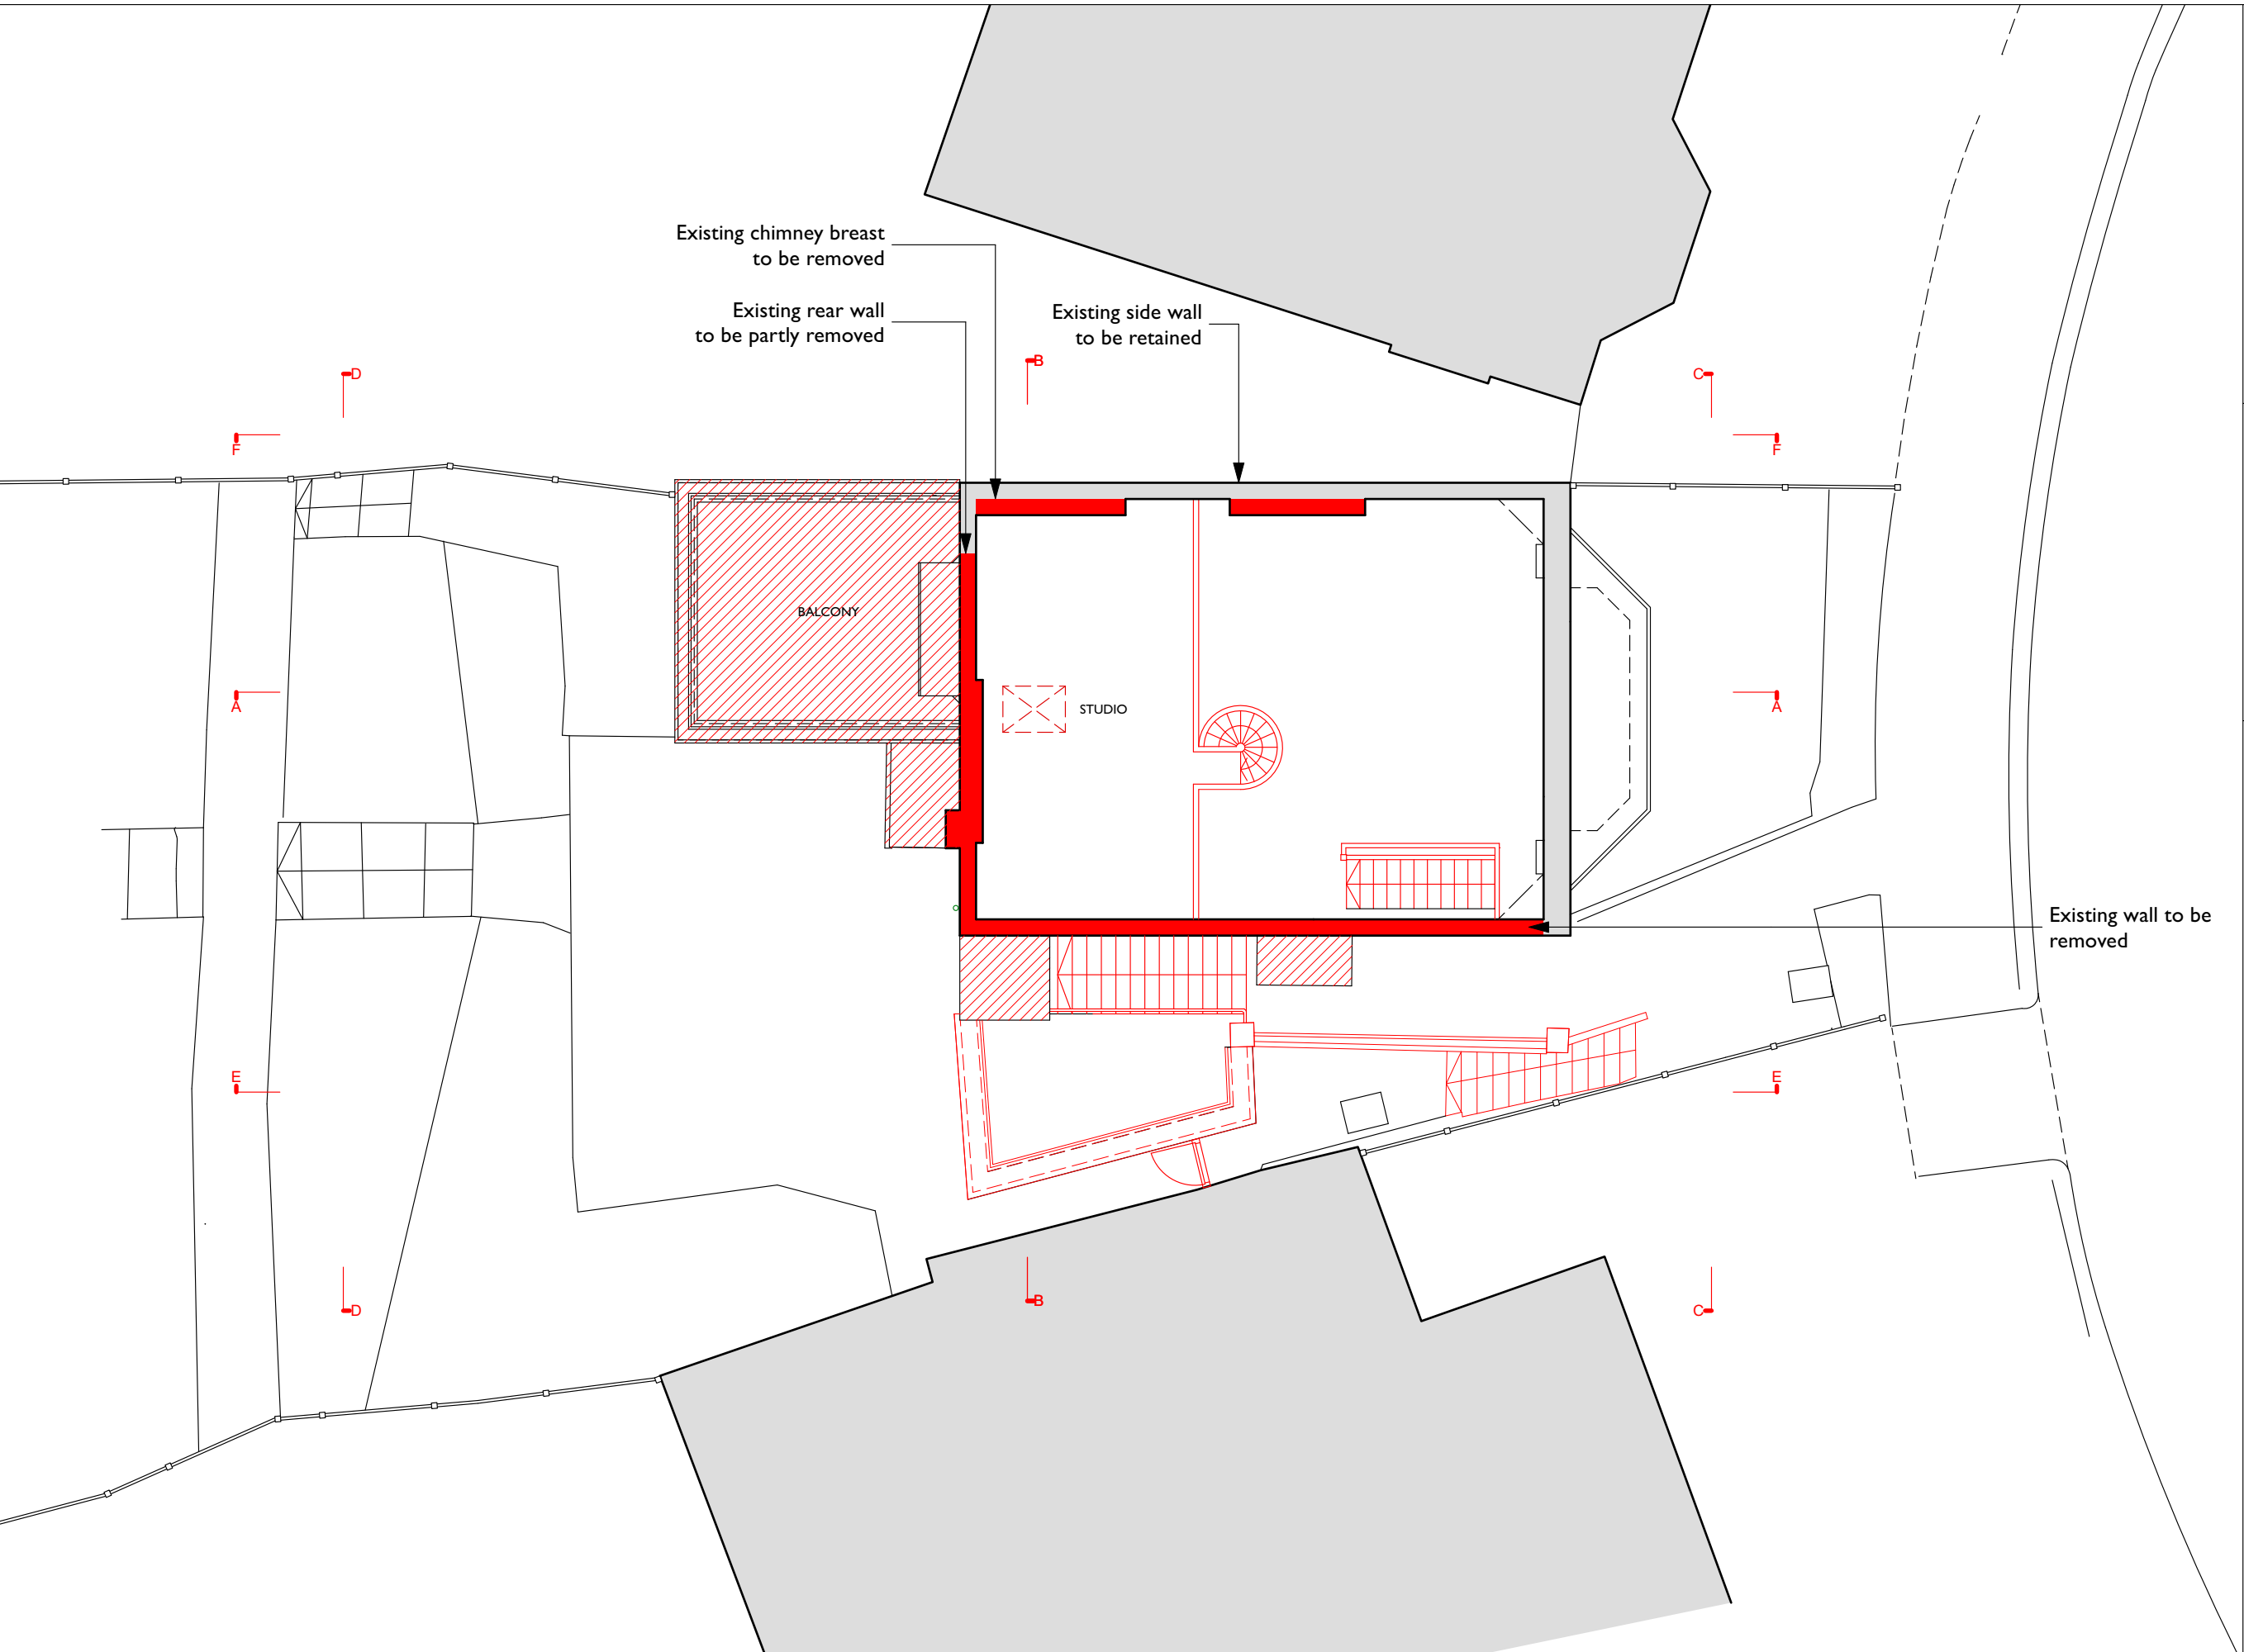 Existing chimney breast
to be removed
Existing rear wall
to be partly removed
Existing side wall
to be retained
D
B
C
F
F
BALCONY
A
STUDIO
A
Existing wall to be
removed
E
E
D
B
C